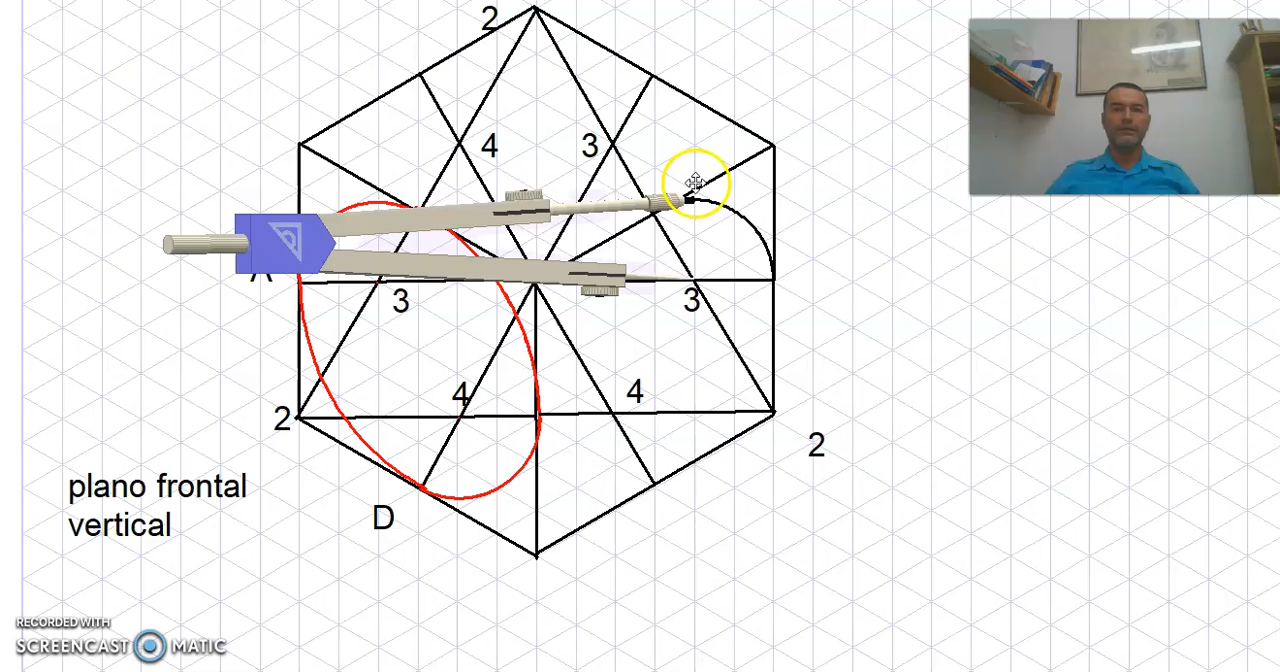 2
4
3
A
3
3
4
4
2
2
plano frontal
vertical
D
RECORDED WITH
SCREENCAST MATIC